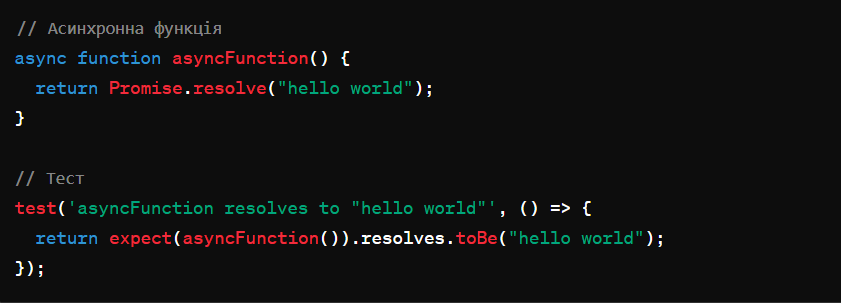 // Асинхронна функція
async function asyncFunction() {
  return Promise.resolve("hello world");
}
// Тест
test('asyncFunction resolves to "hello world"', () => {
  return expect(asyncFunction()).resolves.toBe("hello world");
});